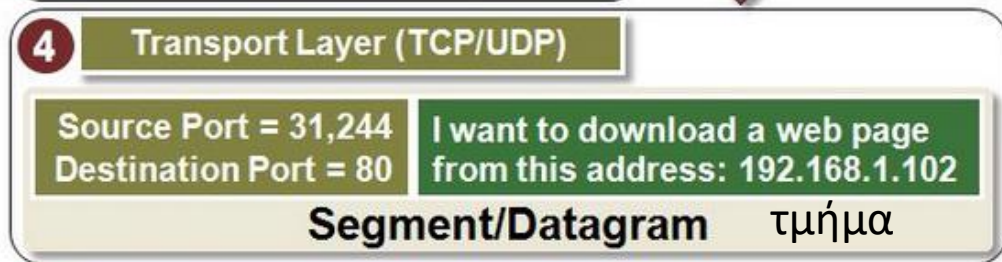 4
Transport Layer (TCP/UDP)
Source Port = 31,244
Destination Port = 80
I want to download a web page
from this address: 192.168.1.102
Segment/Datagram τμήμα